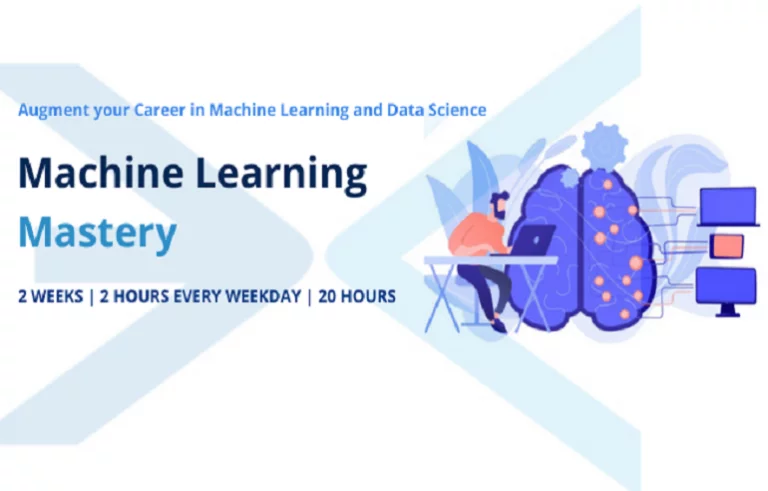 Augment your Career in Machine Learning and Data Science
Machine Learning
Mastery
2 WEEKS | 2 HOURS EVERY WEEKDAY | 20 HOURS